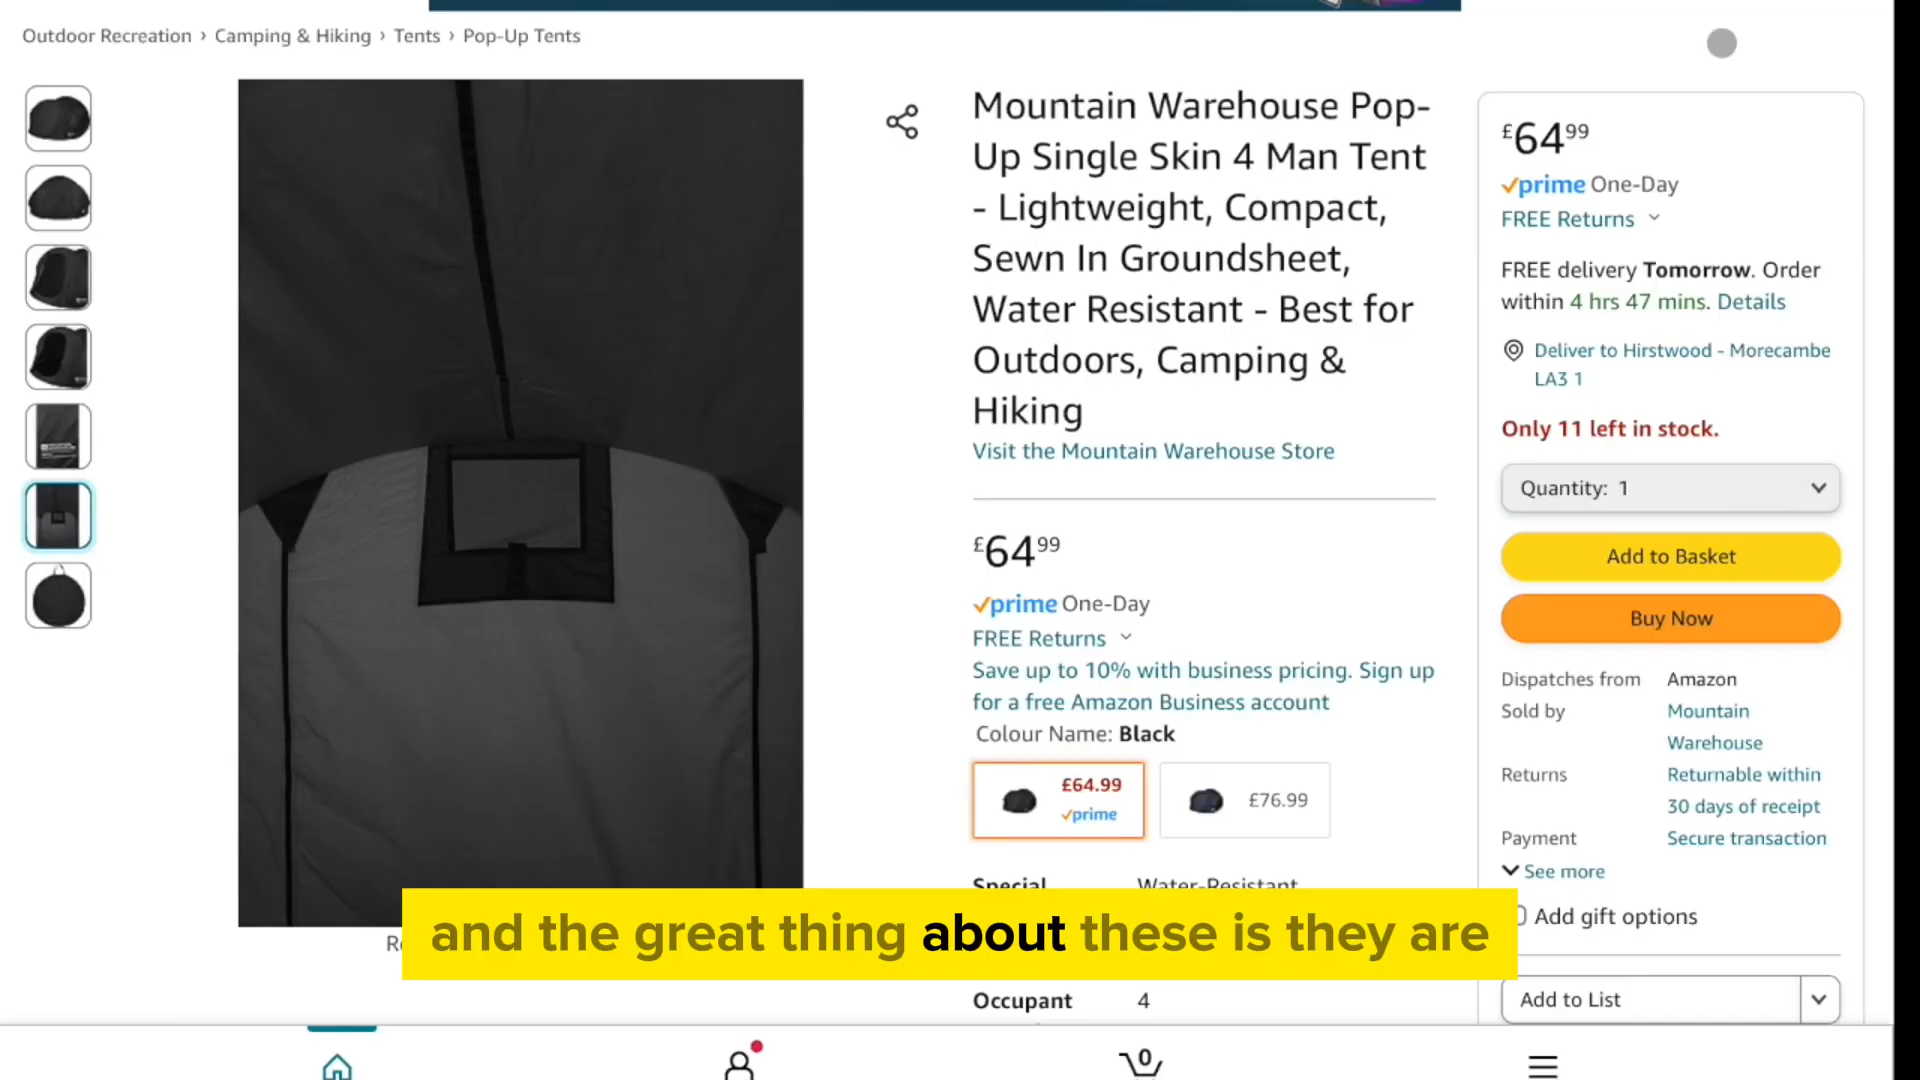 Outdoor Recreation › Camping & Hiking › Tents › Pop-Up Tents
Mountain Warehouse Pop-
Up Single Skin 4 Man Tent
- Lightweight, Compact,
Sewn In Groundsheet,
Water Resistant - Best for
Outdoors, Camping &
Hiking
Visit the Mountain Warehouse Store
£64.99
prime One-Day
FREE Returns
Save up to 10% with business pricing. Sign up
for a free Amazon Business account
Colour Name: Black
£64.99
prime
£76.99
Special Water-Resistant
Occupant 4
£64.99
prime One-Day
FREE Returns
FREE delivery Tomorrow. Order
within 4 hrs 47 mins. Details
Deliver to Hirstwood - Morecambe
LA3 1
Only 11 left in stock.
Quantity: 1
Add to Basket
Buy Now
Dispatches from Amazon
Sold by Mountain
Warehouse
Returns Returnable within
30 days of receipt
Payment Secure transaction
See more
Add gift options
Add to List
and the great thing about these is they are
0